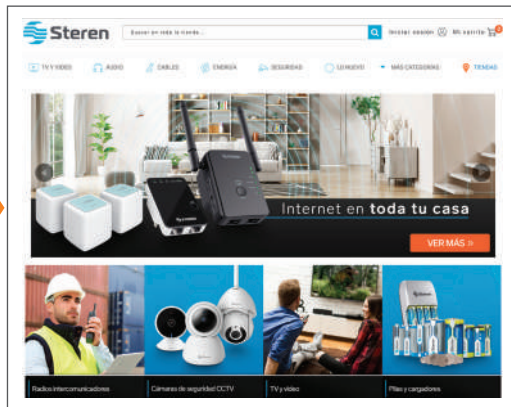 Steren
Buscar en toda la tienda...
Iniciar sesión
Mi carrito
0
TV Y VIDEO
AUDIO
CABLES
ENERGÍA
SEGURIDAD
LO NUEVO
MÁS CATEGORÍAS
TIENDAS
Internet en toda tu casa
VER MÁS »
Radios Intercomunicadores
Cámaras de seguridad CCTV
TV y video
Pilas y cargadores